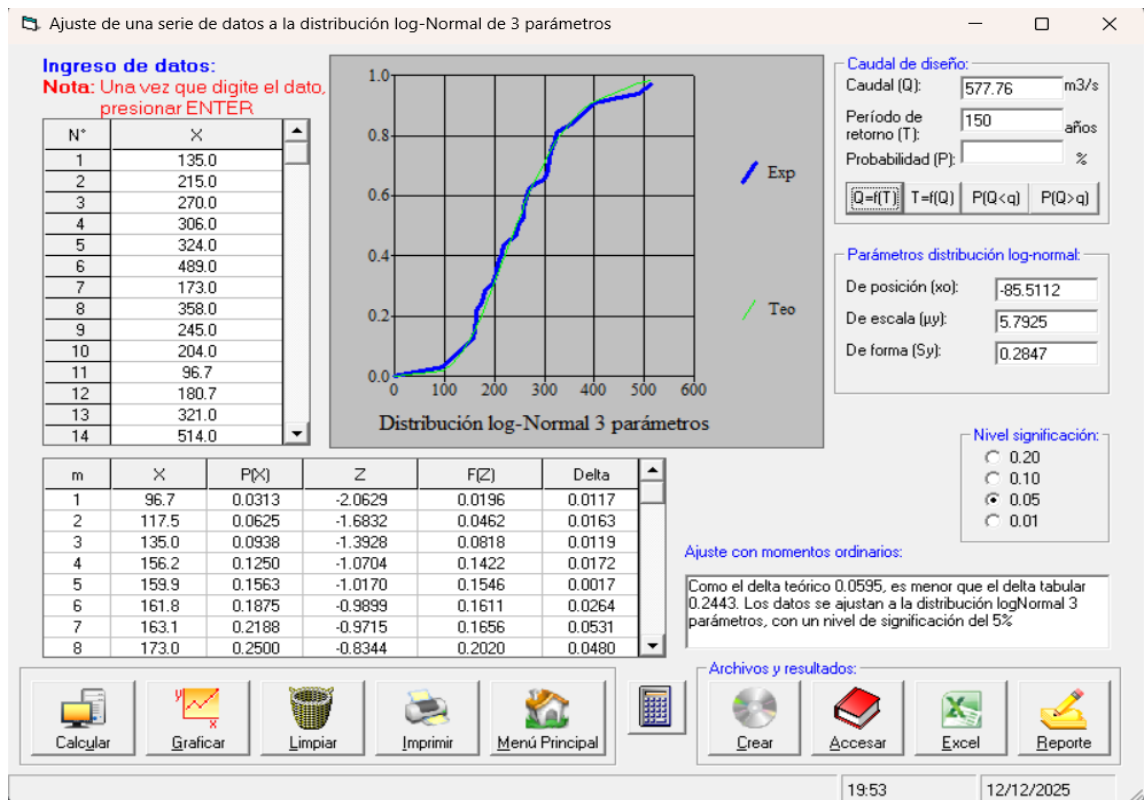 Ajuste de una serie de datos a la distribución log-Normal de 3 parámetros
Ingreso de datos:
Nota: Una vez que digite el dato,
presionar ENTER
N° X
1 135.0
2 215.0
3 270.0
4 306.0
5 324.0
6 489.0
7 173.0
8 358.0
9 245.0
10 204.0
11 96.7
12 180.7
13 321.0
14 514.0
1.0
0.8
0.6
0.4
0.2
0.0
0 100 200 300 400 500 600
Distribución log-Normal 3 parámetros
Exp
Teo
Caudal de diseño:
Caudal (Q): 577.76 m3/s
Período de
retorno (T): 150 años
Probabilidad (P): %
Q=f(T) T=f(Q) P(Q<q) P(Q>q)
Parámetros distribución log-normal:
De posición (xo): -85.5112
De escala (µy): 5.7925
De forma (Sy): 0.2847
Nivel significación:
0.20
0.10
0.05
0.01
m X P(X) Z F(Z) Delta
1 96.7 0.0313 -2.0629 0.0196 0.0117
2 117.5 0.0625 -1.6832 0.0462 0.0163
3 135.0 0.0938 -1.3928 0.0818 0.0119
4 156.2 0.1250 -1.0704 0.1422 0.0172
5 159.9 0.1563 -1.0170 0.1546 0.0017
6 161.8 0.1875 -0.9899 0.1611 0.0264
7 163.1 0.2188 -0.9715 0.1656 0.0531
8 173.0 0.2500 -0.8344 0.2020 0.0480
Ajuste con momentos ordinarios:
Como el delta teórico 0.0595, es menor que el delta tabular
0.2443. Los datos se ajustan a la distribución logNormal 3
parámetros, con un nivel de significación del 5%
Calcular Graficar Limpiar Imprimir Menú Principal
Archivos y resultados:
Crear Accesar Excel Reporte
19:53 12/12/2025